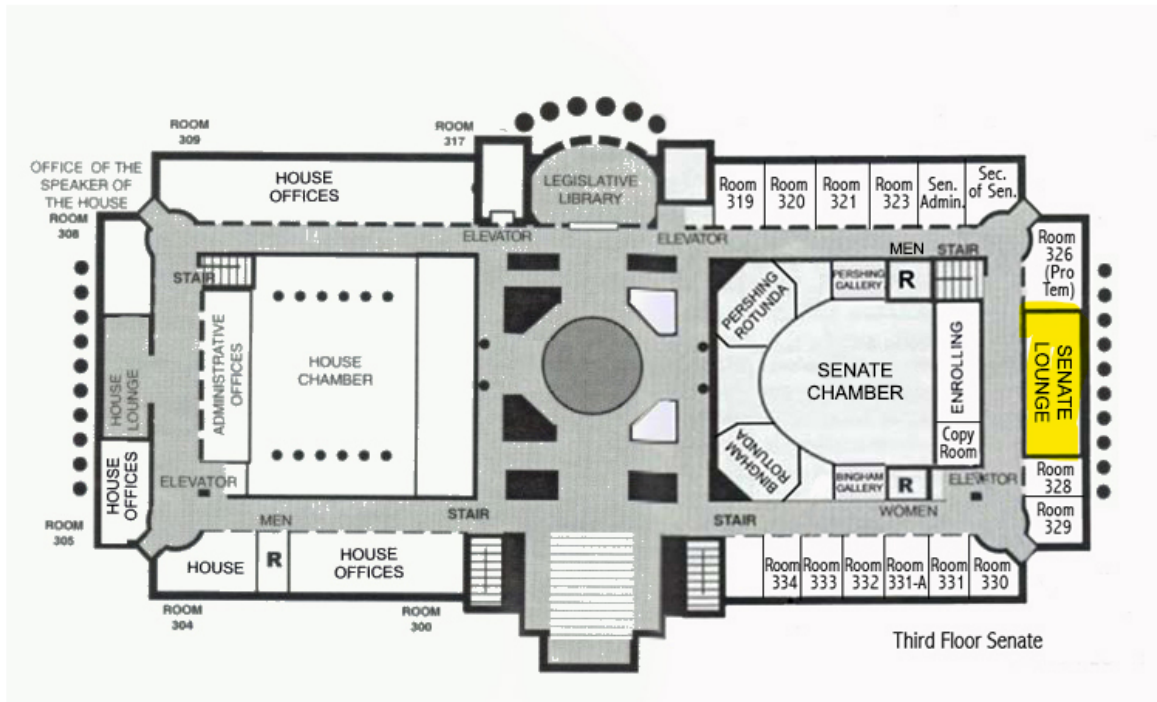 ROOM
309
ROOM
317
OFFICE OF THE
SPEAKER OF
THE HOUSE
ROOM
308
HOUSE
OFFICES
LEGISLATIVE
LIBRARY
Room
319
Room
320
Room
321
Room
323
Sen.
Admin.
Sec.
of Sen.
ELEVATOR
ELEVATOR
MEN
STAIR
Room
326
(Pro
Tem)
STAIR
PERSHING
ROTUNDA
PERSHING
GALLERY
R
ADMINISTRATIVE
OFFICES
HOUSE
CHAMBER
HOUSE
LOUNGE
SENATE
CHAMBER
ENROLLING
SENATE
LOUNGE
Copy
Room
BINGHAM
ROTUNDA
BINGHAM
GALLERY
R
ELEVATOR
Room
328
Room
329
HOUSE
OFFICES
ELEVATOR
ROOM
305
MEN
STAIR
STAIR
WOMEN
HOUSE
R
HOUSE
OFFICES
Room
334
Room
333
Room
332
Room
331-A
Room
331
Room
330
ROOM
304
ROOM
300
Third Floor Senate